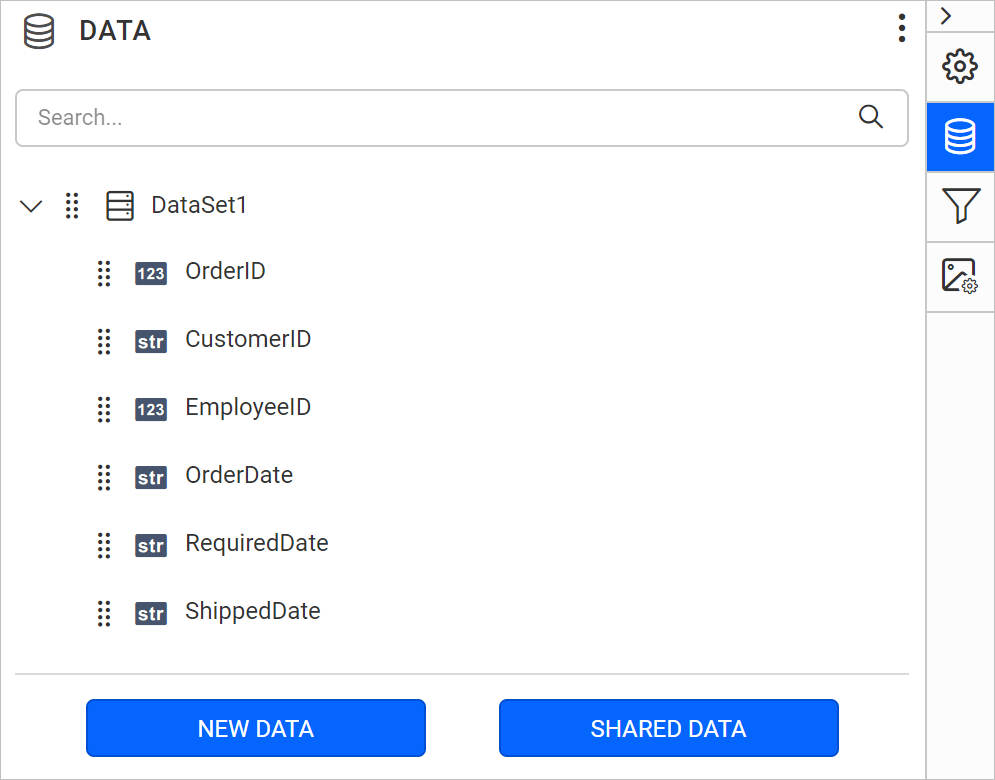 DATA
Search...
DataSet1
123 OrderID
str CustomerID
123 EmployeeID
str OrderDate
str RequiredDate
str ShippedDate
NEW DATA SHARED DATA